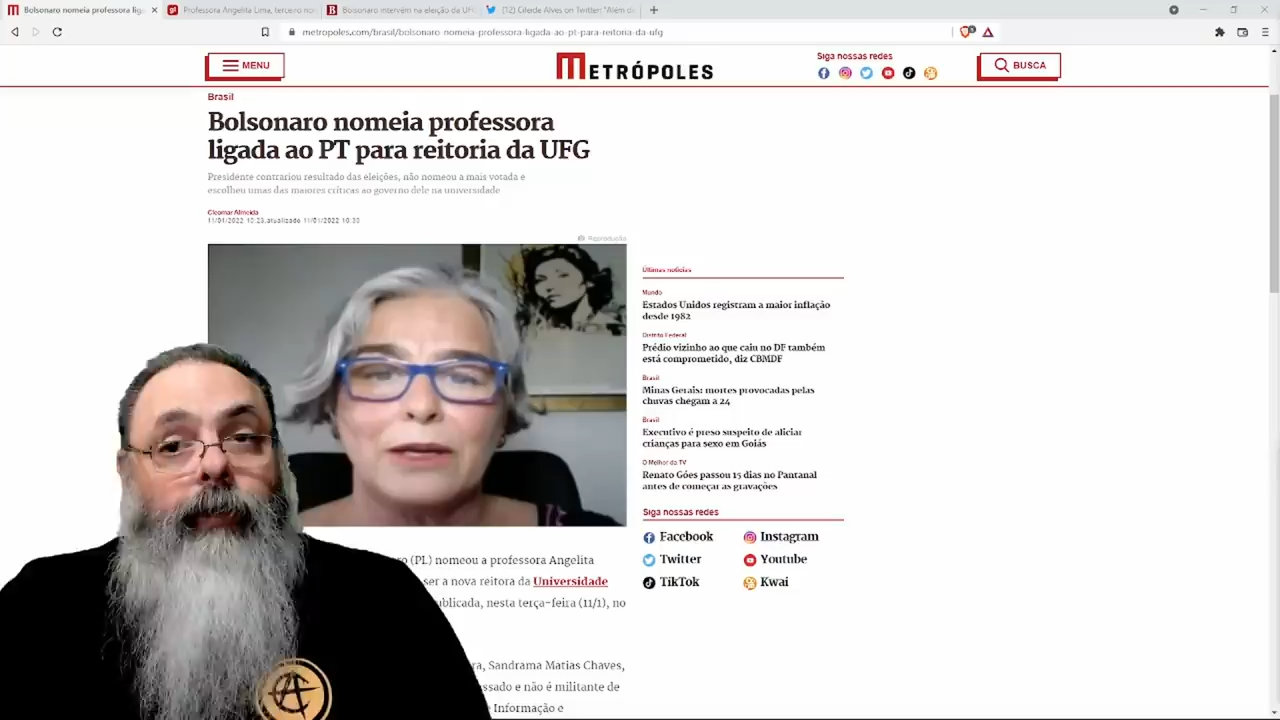 Bolsonaro nomeia professora lig
Professora Angelita Lima, terceiro no
Bolsonaro intervém na eleição da UF
(12) Cileide Alves on Twitter: "Além d
metropoles.com/brasil/bolsonaro-nomeia-professora-ligada-ao-pt-para-reitoria-da-ufg
MENU
METRÓPOLES
Siga nossas redes
BUSCA
Brasil
Bolsonaro nomeia professora
ligada ao PT para reitoria da UFG
Presidente contrariou resultado das eleições, não nomeou a mais votada e
escolheu umas das maiores críticas ao governo dele na universidade
Cleomar Almeida
11/01/2022 10:23, atualizado 11/01/2022 10:30
Reprodução
Últimas notícias
Mundo
Estados Unidos registram a maior inflação
desde 1982
Distrito Federal
Prédio vizinho ao que caiu no DF também
está comprometido, diz CBMDF
Brasil
Minas Gerais: mortes provocadas pelas
chuvas chegam a 24
Brasil
Executivo é preso suspeito de aliciar
crianças para sexo em Goiás
O Melhor da TV
Renato Góes passou 15 dias no Pantanal
antes de começar as gravações
Siga nossas redes
Facebook
Instagram
Twitter
Youtube
TikTok
Kwai
ro (PL) nomeou a professora Angelita
ser a nova reitora da Universidade
ublicada, nesta terça-feira (11/1), no
ra, Sandrama Matias Chaves,
ssado e não é militante de
e Informação e